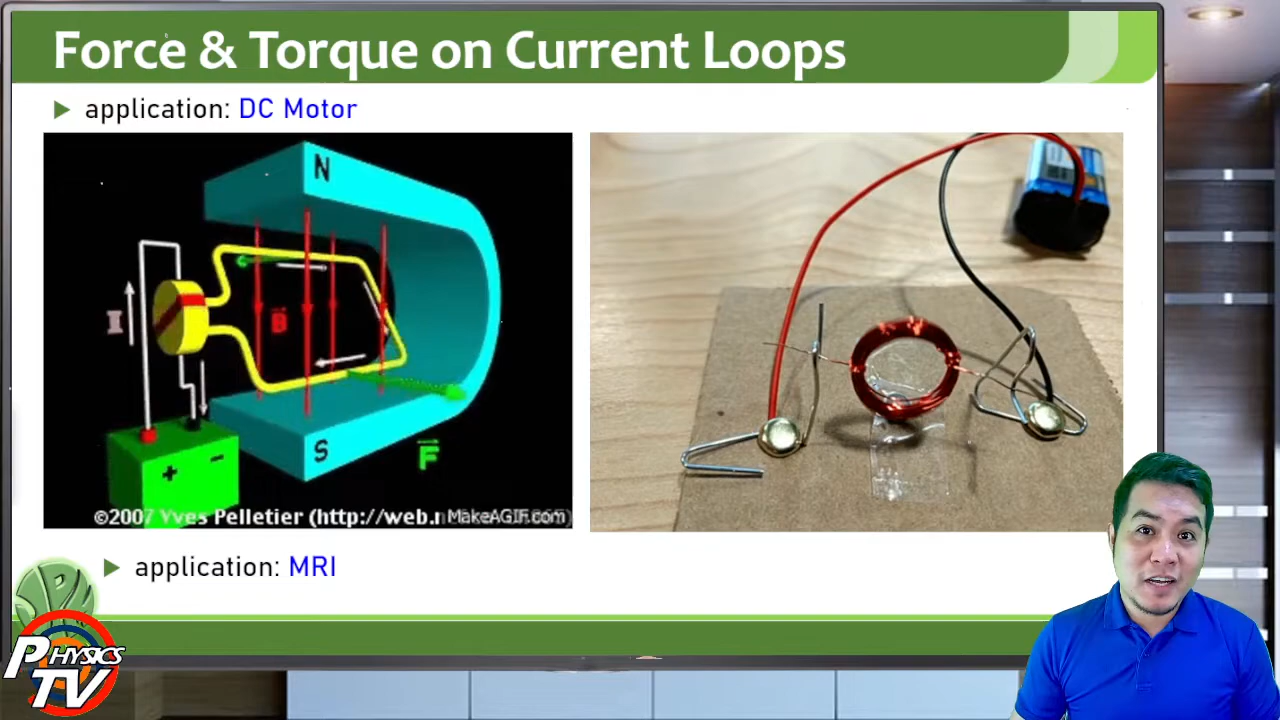 Force & Torque on Current Loops
application: DC Motor
N
I
B
S
F
+ -
©2007 Yves Pelletier (http://web.
MakeAGIF.com
application: MRI
PHYSICS
TV